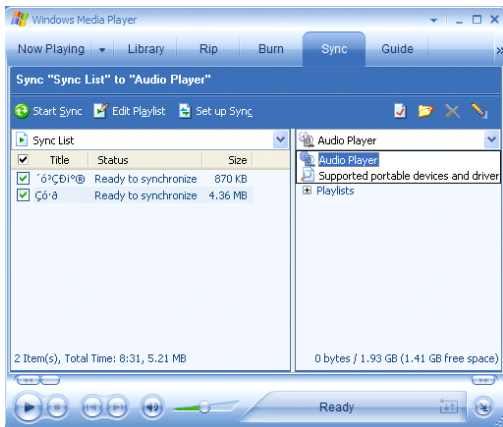 Windows Media Player
Now Playing Library Rip Burn Sync Guide »
Sync "Sync List" to "Audio Player"
Start Sync Edit Playlist Set up Sync
Sync List
Title Status Size
´ó³ÇÐ¡°® Ready to synchronize 870 KB
Çó·ð Ready to synchronize 4.36 MB
2 Item(s), Total Time: 8:31, 5.21 MB
Audio Player
Audio Player
Supported portable devices and driver
Playlists
0 bytes / 1.93 GB (1.41 GB free space)
Ready